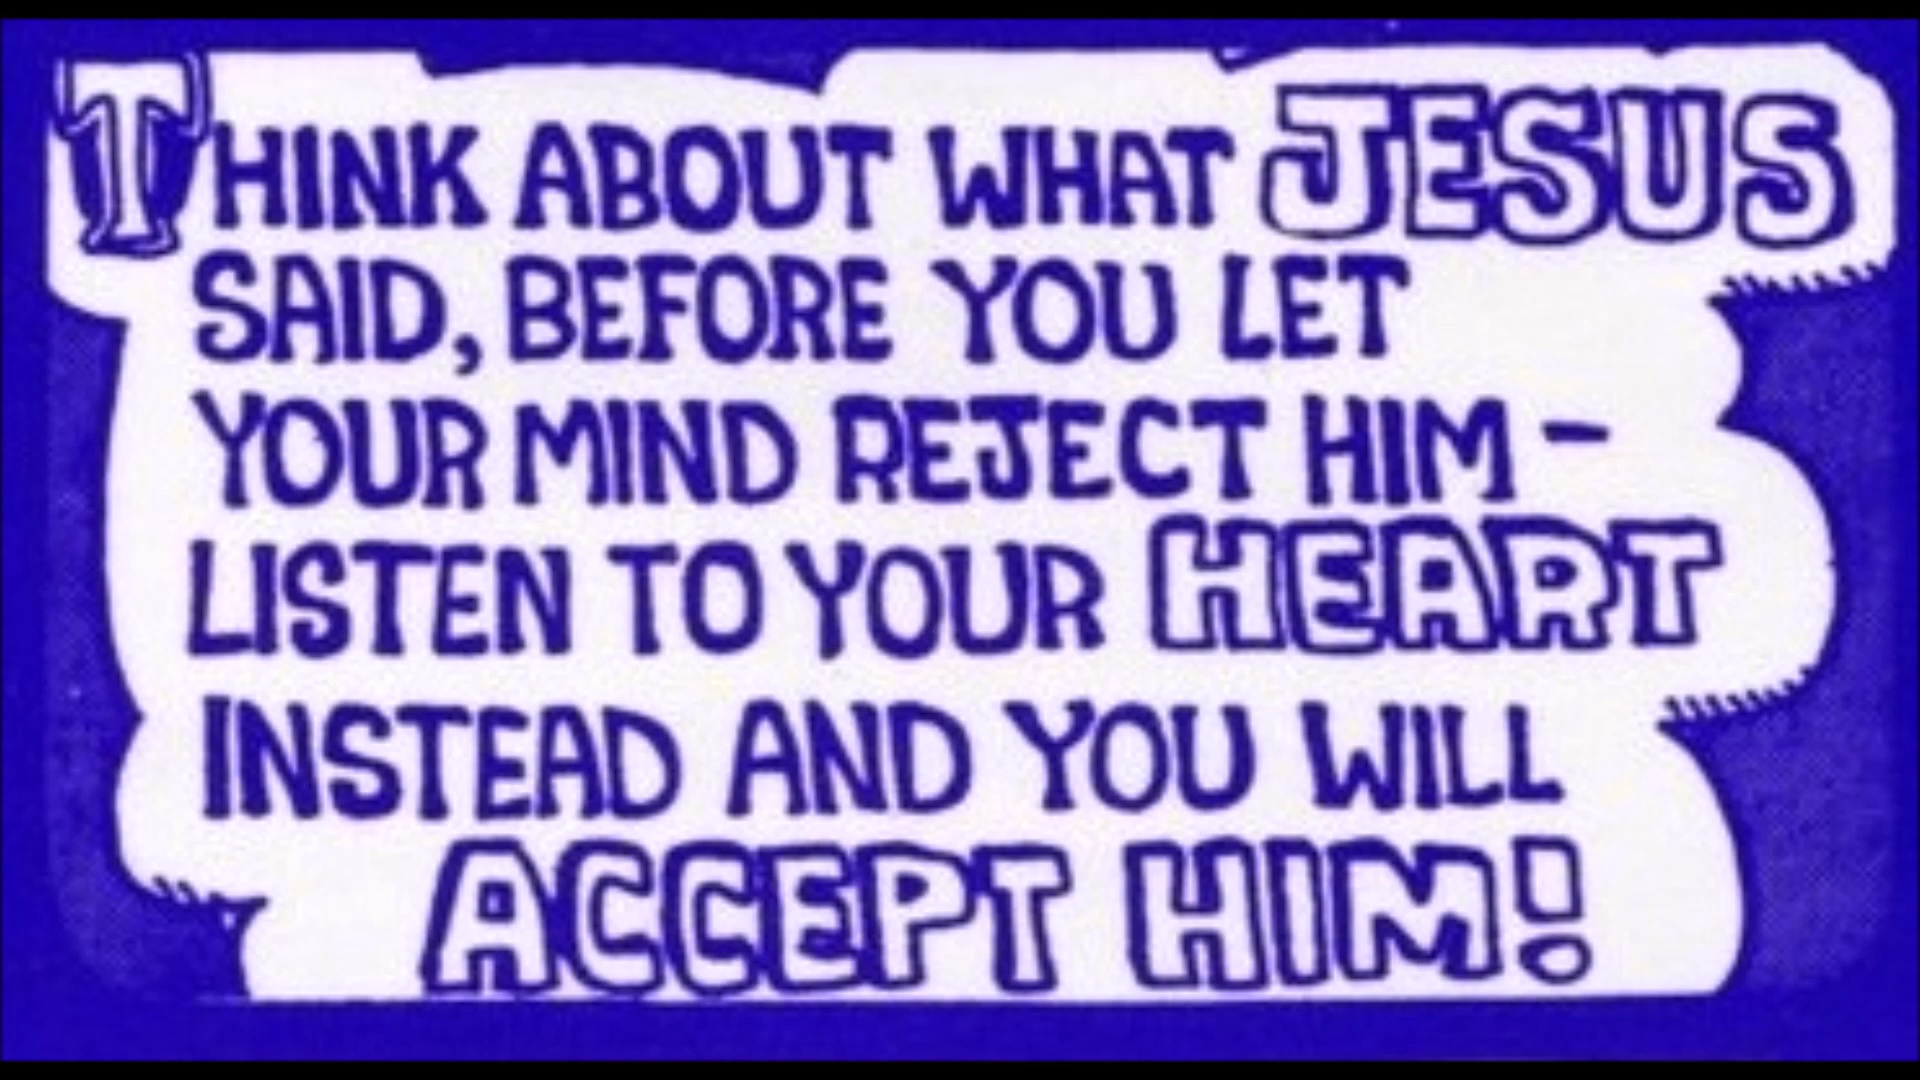 THINK ABOUT WHAT JESUS
SAID, BEFORE YOU LET
YOUR MIND REJECT HIM -
LISTEN TO YOUR HEART
INSTEAD AND YOU WILL
ACCEPT HIM!